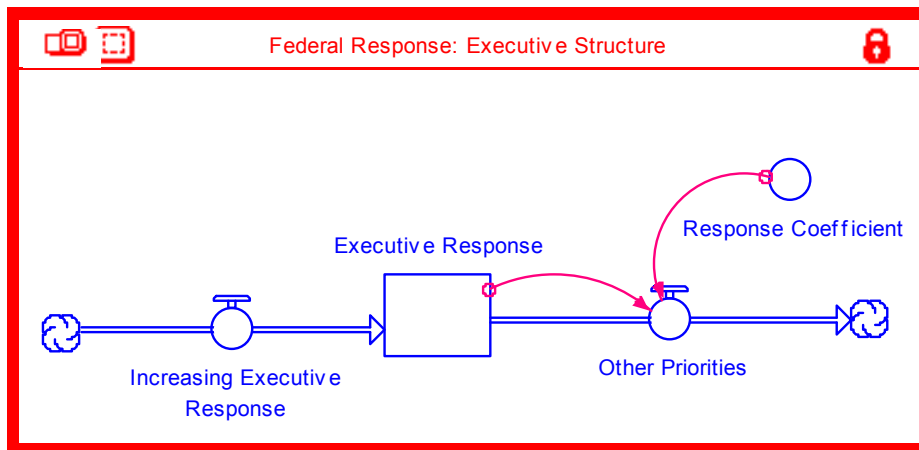 Federal Response: Executive Structure
Response Coefficient
Executive Response
Other Priorities
Increasing Executive
Response